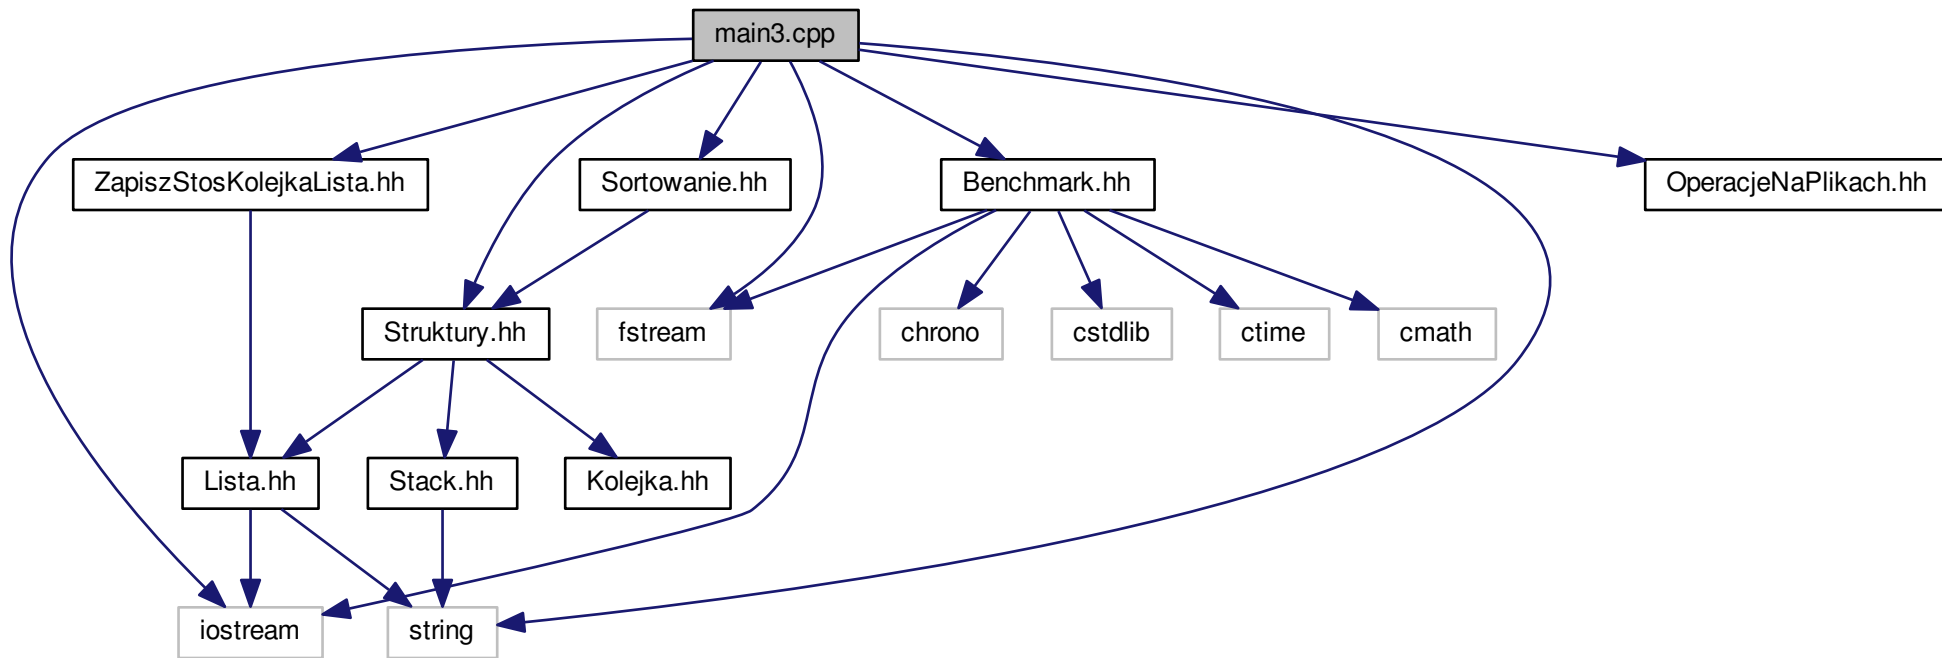 main3.cpp
ZapiszStosKolejkaLista.hh
Sortowanie.hh
Benchmark.hh
OperacjeNaPlikach.hh
Struktury.hh
fstream
chrono
cstdlib
ctime
cmath
Lista.hh
Stack.hh
Kolejka.hh
iostream
string